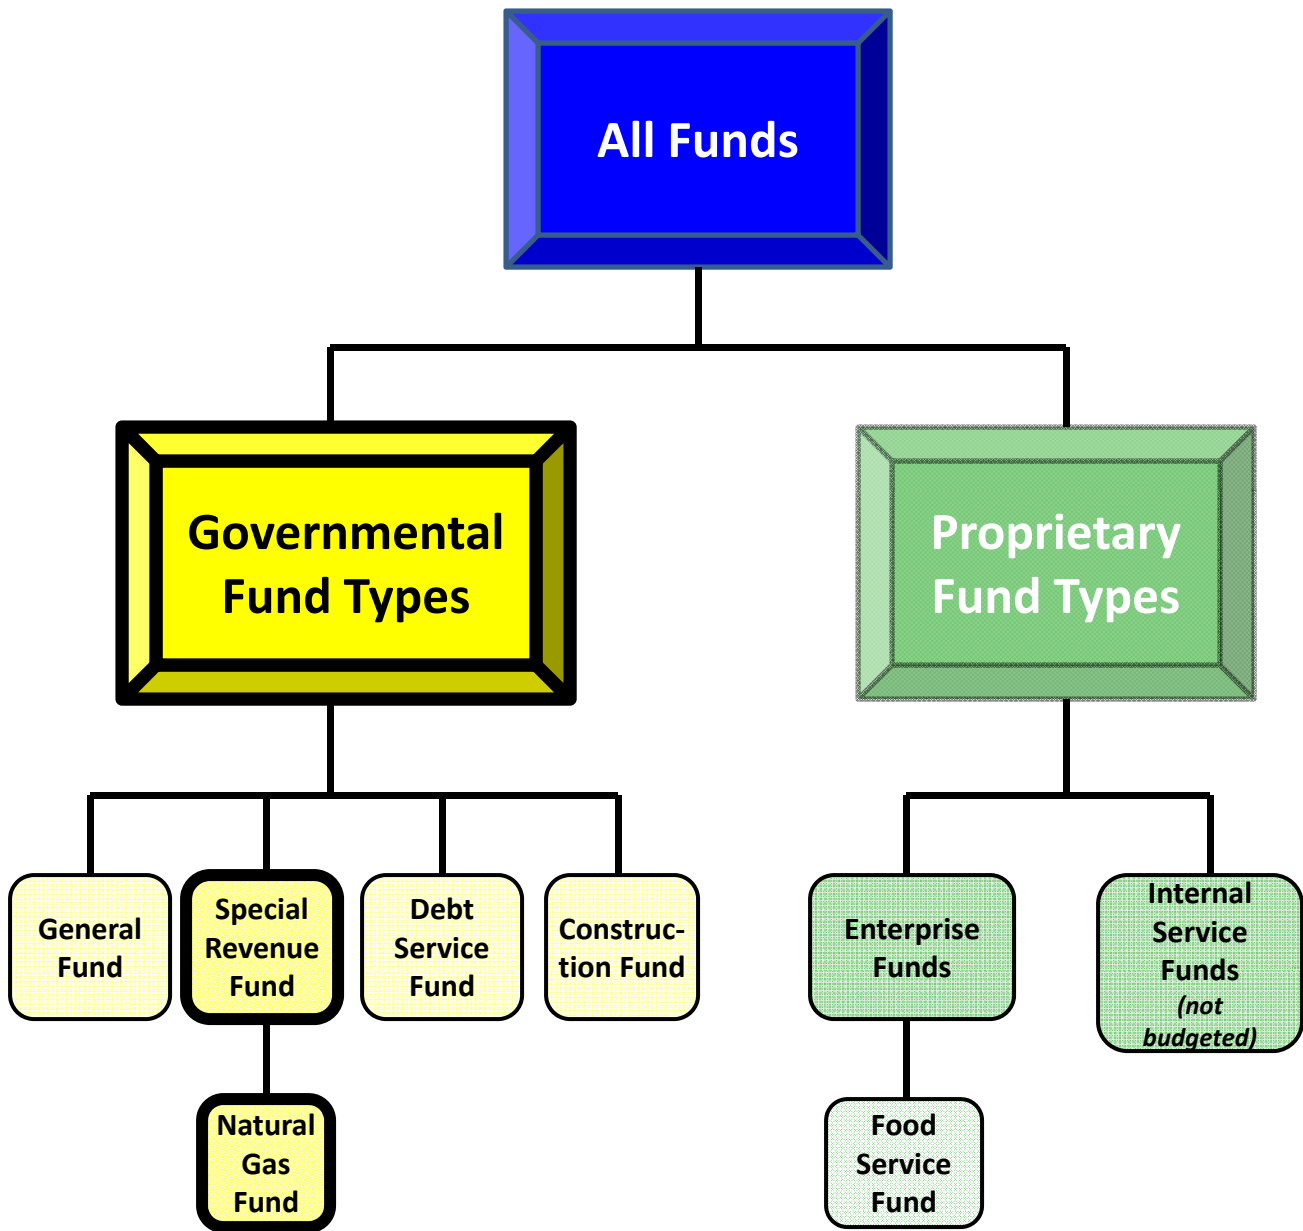 All Funds
Governmental
Fund Types
Proprietary
Fund Types
General
Fund
Special
Revenue
Fund
Debt
Service
Fund
Construc-
tion Fund
Enterprise
Funds
Internal
Service
Funds
(not
budgeted)
Natural
Gas
Fund
Food
Service
Fund